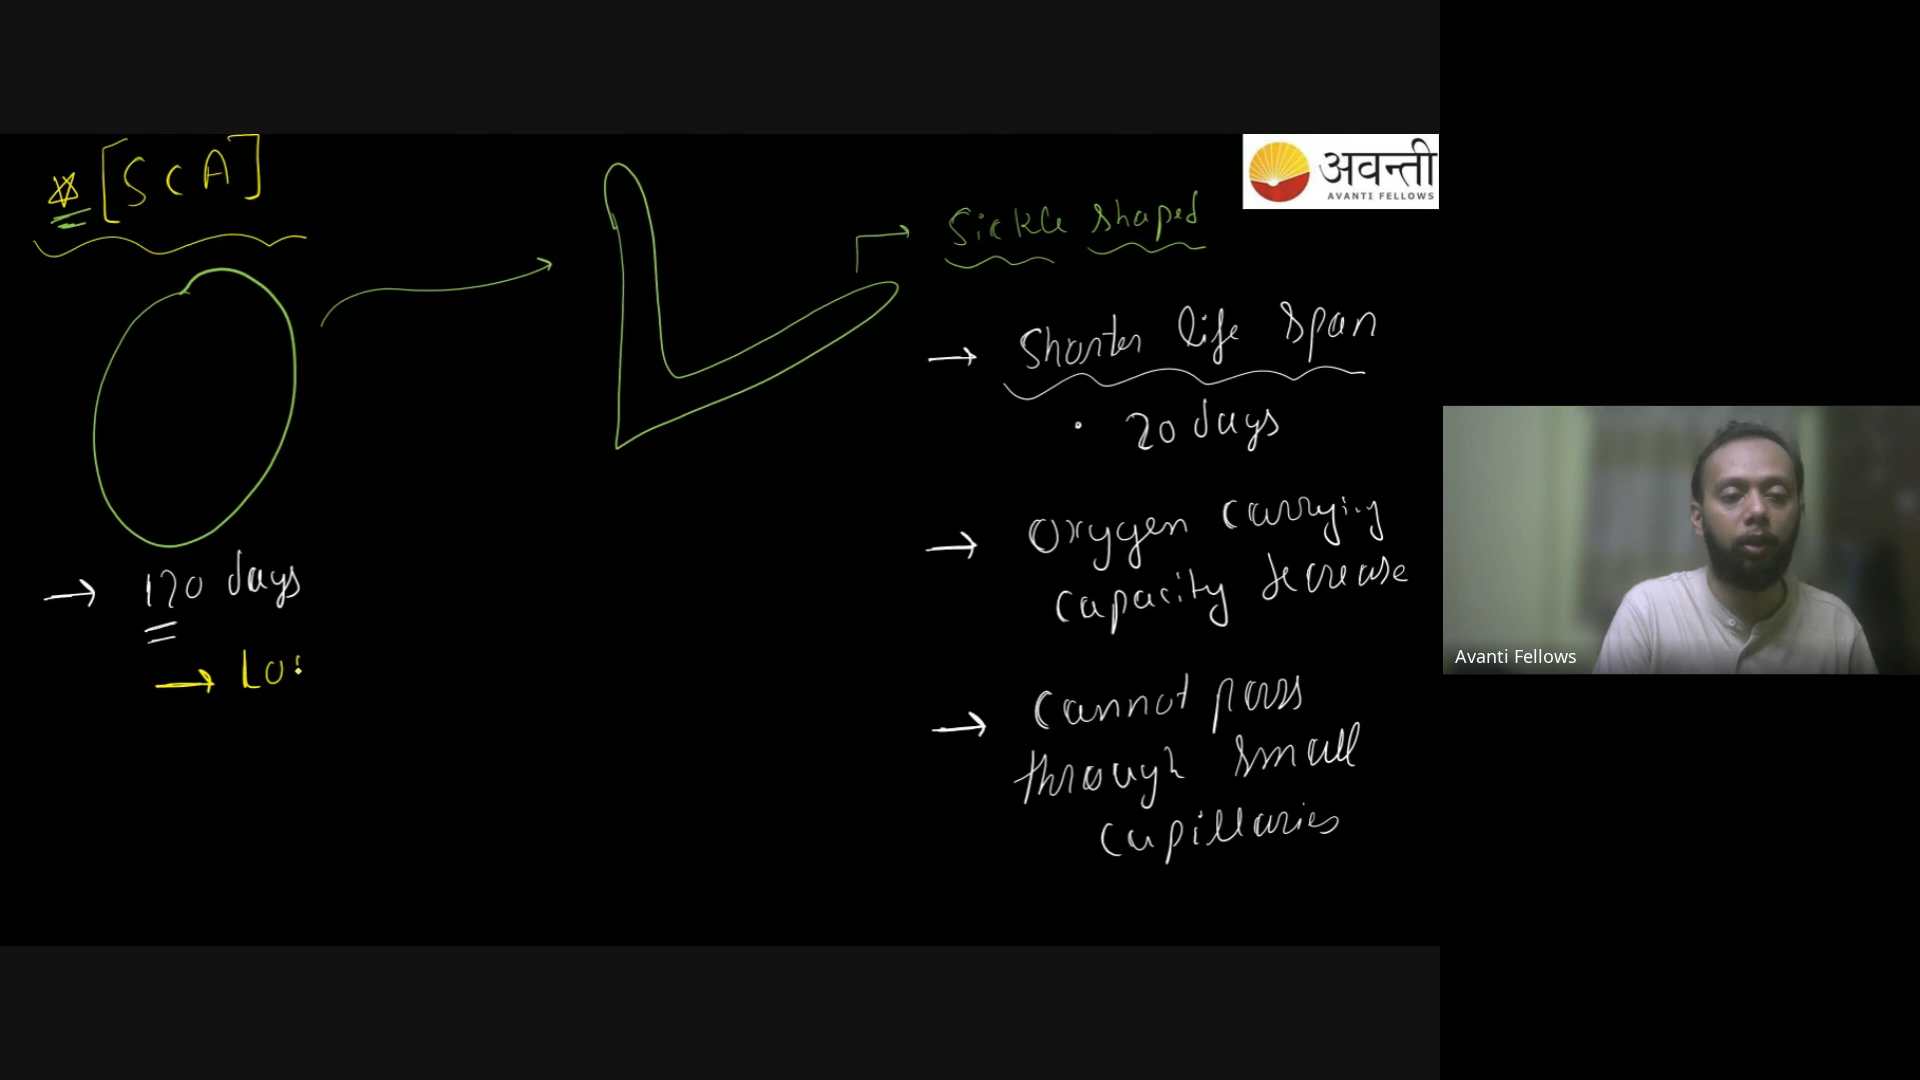 [SCA]
अवन्ती
AVANTI FELLOWS
Sickle shaped
→ Shorter life span
• 20 days
→ Oxygen carrying
capacity decrease
→ 120 days
→ Los
→ Cannot pass
through small
capillaries
Avanti Fellows